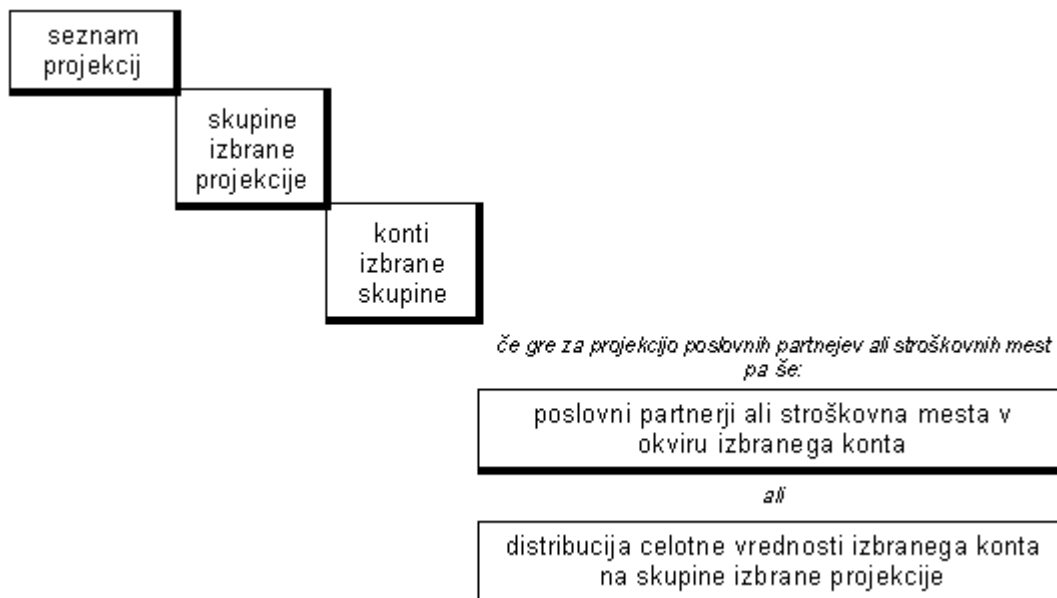 seznam
projekcij
skupine
izbrane
projekcije
konti
izbrane
skupine
če gre za projekcijo poslovnih partnejev ali stroškovnih mest
pa še:
poslovni partnerji ali stroškovna mesta v
okviru izbranega konta
ali
distribucija celotne vrednosti izbranega konta
na skupine izbrane projekcije